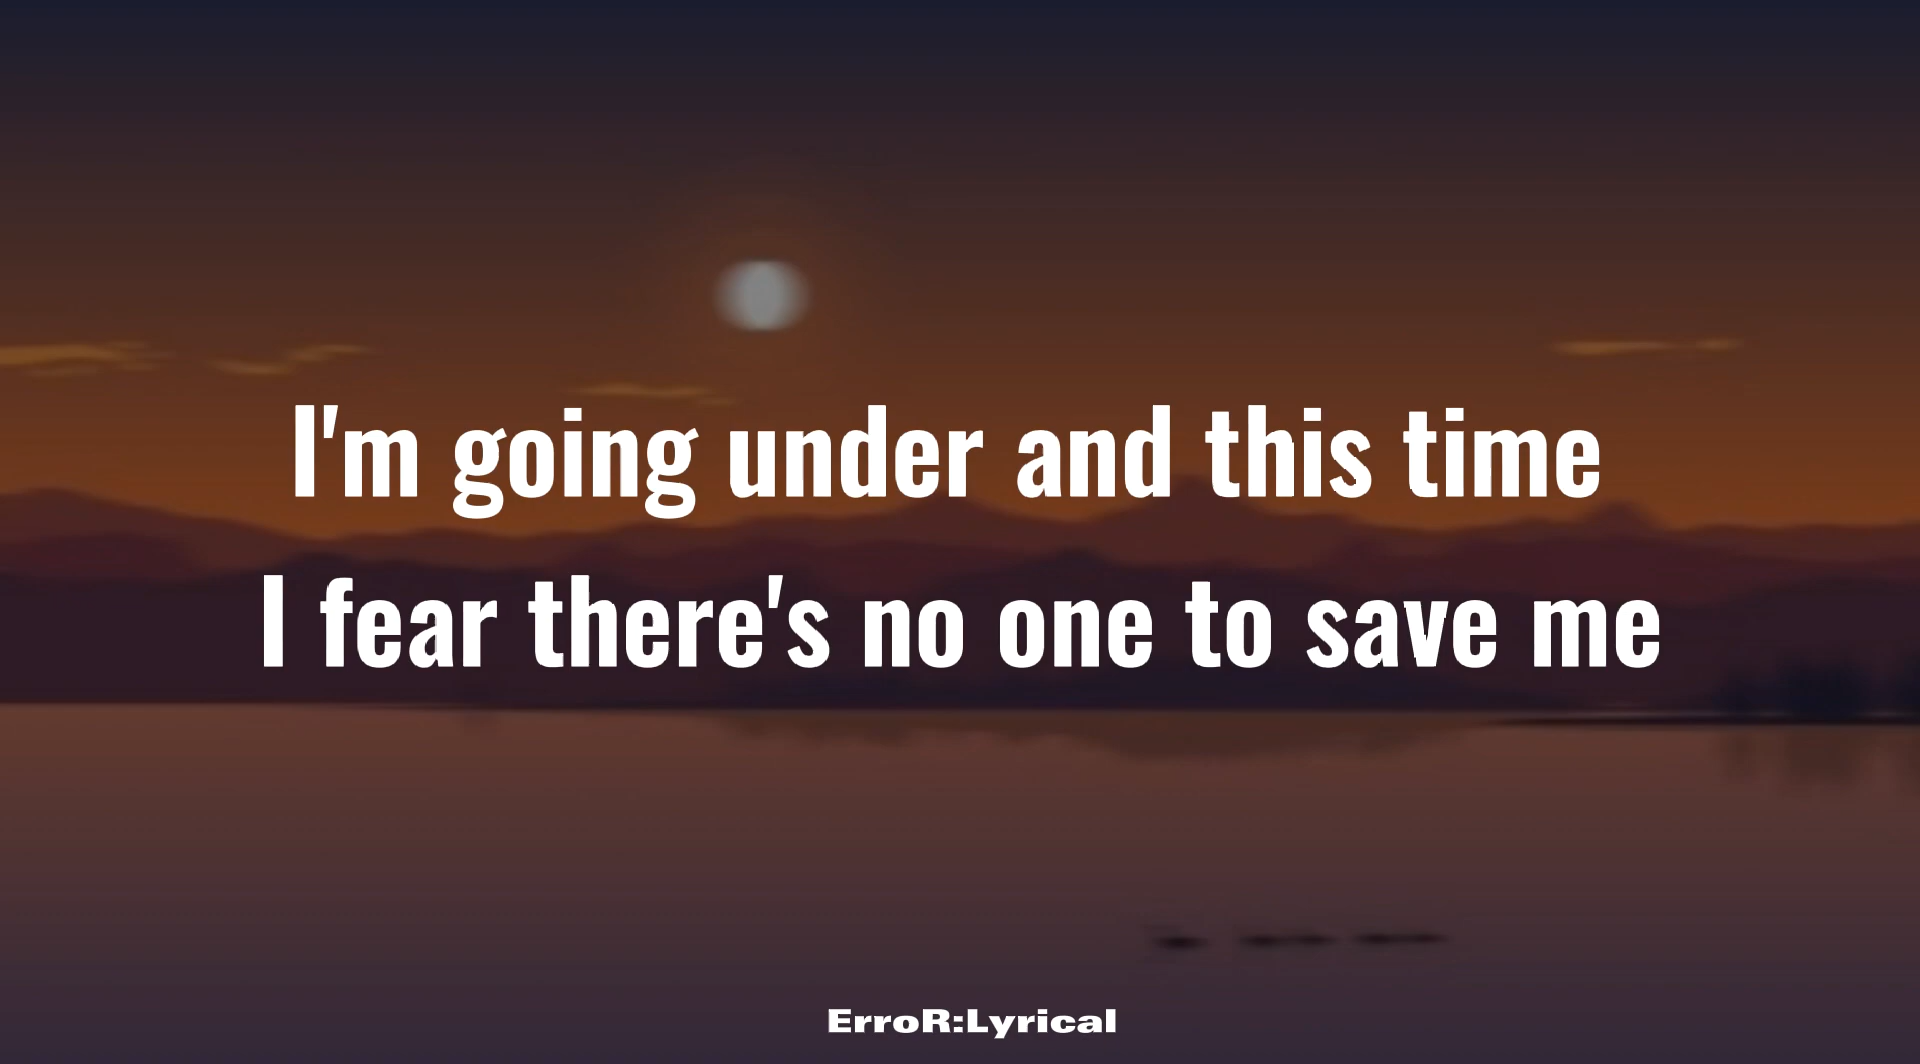 I'm going under and this time
I fear there's no one to save me
ErroR:Lyrical